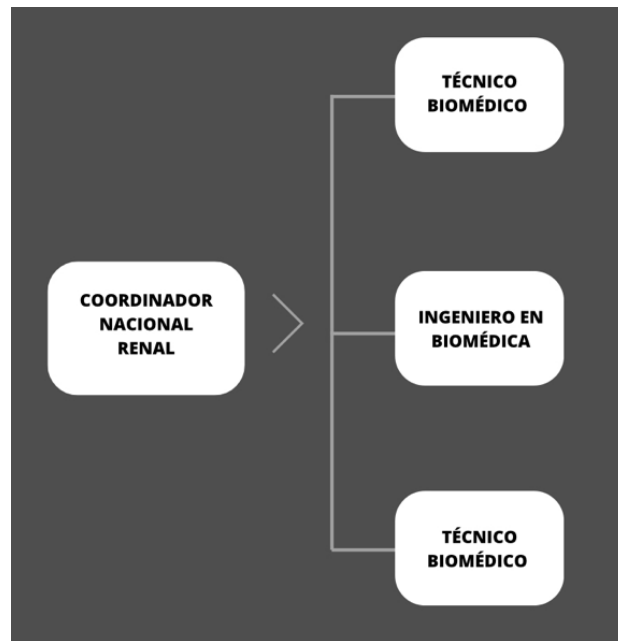 TÉCNICO
BIOMÉDICO
COORDINADOR
NACIONAL
RENAL
INGENIERO EN
BIOMÉDICA
TÉCNICO
BIOMÉDICO